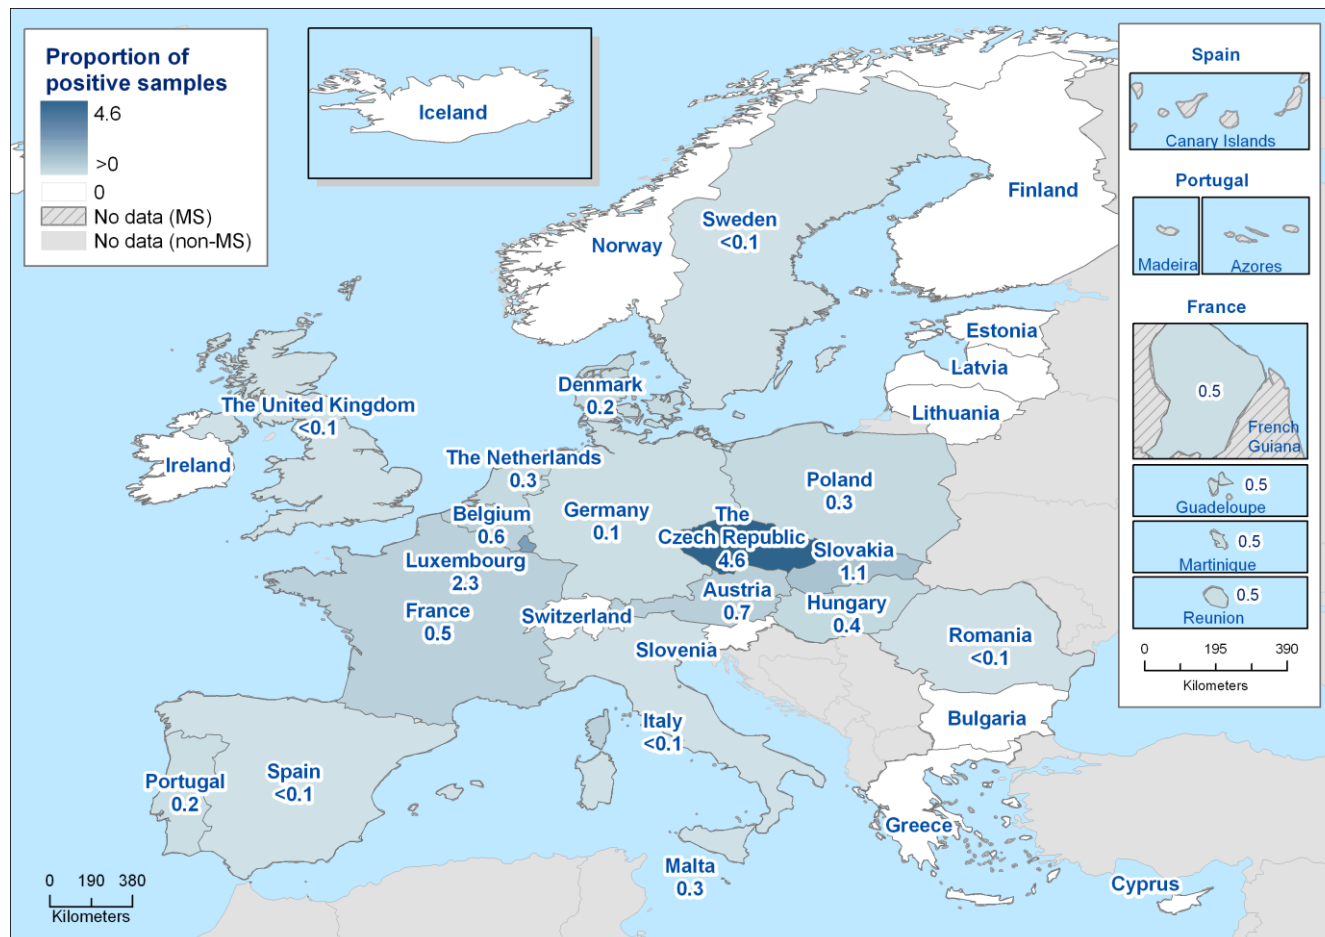 Proportion of
positive samples
4.6
>0
0
No data (MS)
No data (non-MS)
Iceland
Norway
Sweden
<0.1
Finland
Estonia
Latvia
Lithuania
Denmark
0.2
The United Kingdom
<0.1
Ireland
The Netherlands
0.3
Belgium
0.6
Luxembourg
2.3
Germany
0.1
Poland
0.3
The
Czech Republic
4.6
Slovakia
1.1
Austria
0.7
Hungary
0.4
France
0.5
Switzerland
Slovenia
Romania
<0.1
Bulgaria
Italy
<0.1
Portugal
0.2
Spain
<0.1
Greece
Malta
0.3
Cyprus
0 190 380
Kilometers
Spain
Canary Islands
Portugal
Madeira
Azores
France
0.5
French
Guiana
0.5
Guadeloupe
0.5
Martinique
0.5
Reunion
0 195 390
Kilometers